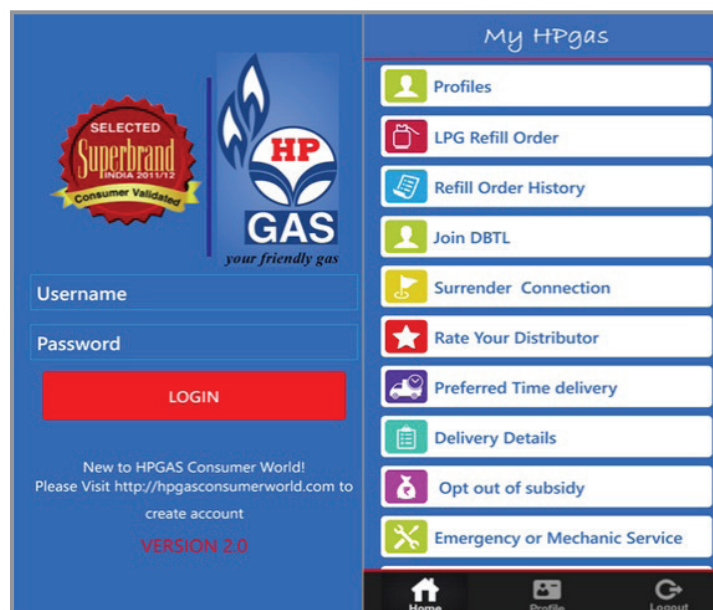 SELECTED
Superbrand
INDIA 2011/12
Consumer Validated
HP
GAS
your friendly gas
Username
Password
LOGIN
New to HPGAS Consumer World!
Please Visit http://hpgasconsumerworld.com to
create account
VERSION 2.0
My HPgas
Profiles
LPG Refill Order
Refill Order History
Join DBTL
Surrender Connection
Rate Your Distributor
Preferred Time delivery
Delivery Details
Opt out of subsidy
Emergency or Mechanic Service
Home
Profile
Logout